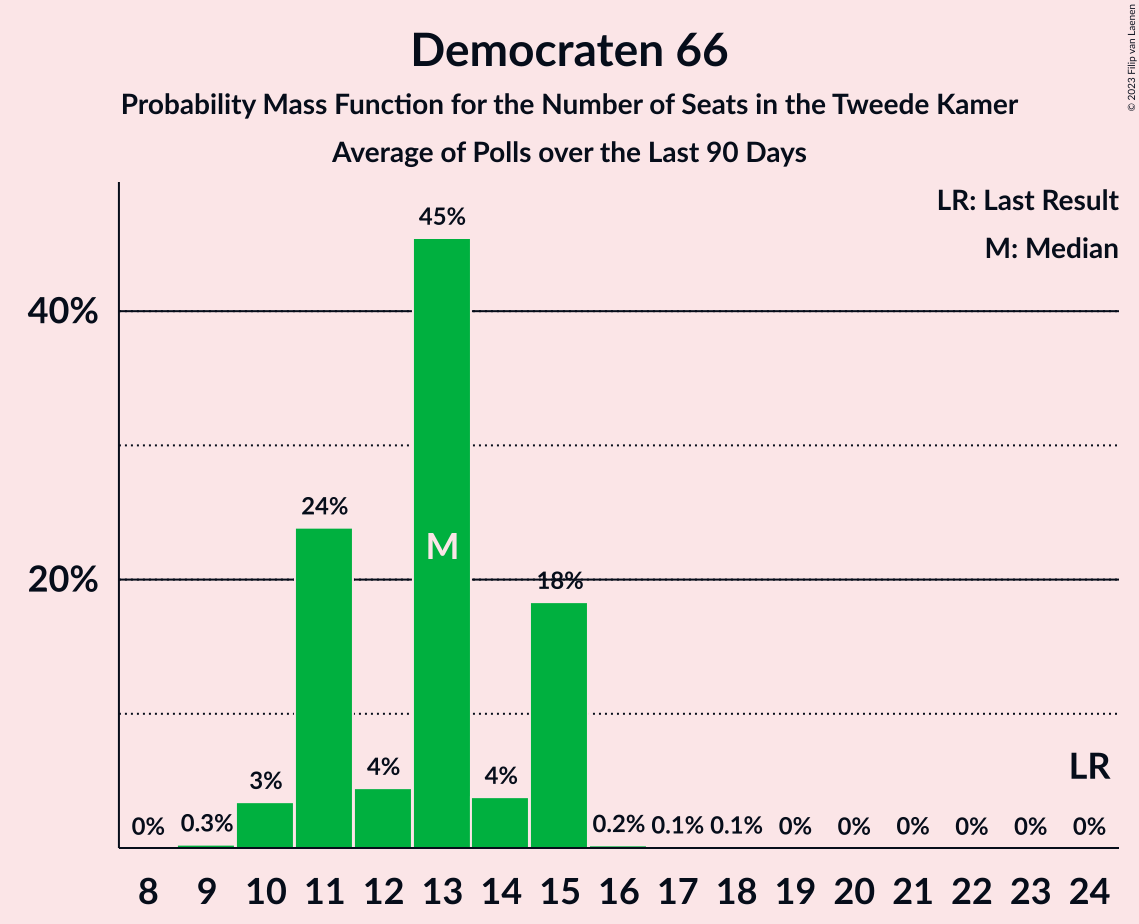 Democraten 66
Probability Mass Function for the Number of Seats in the Tweede Kamer
Average of Polls over the Last 90 Days
© 2023 Filip van Laenen
LR: Last Result
M: Median
45%
40%
24%
M
20%
18%
LR
4%
4%
3%
0%
0.3%
0.2%
0.1%
0.1%
0%
0%
0%
0%
0%
0%
8 9 10 11 12 13 14 15 16 17 18 19 20 21 22 23 24